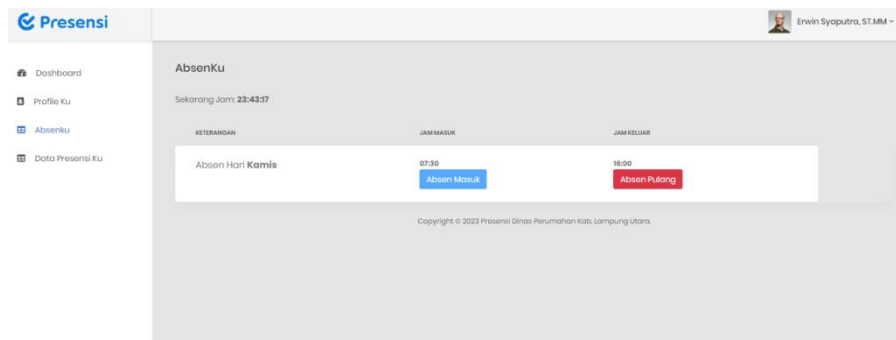 Presensi
Erwin Syaputra, ST.MM
Dashboard
Profile Ku
Absenku
Data Presensi Ku
AbsenKu
Sekarang Jam: 23:43:17
KETERANGAN JAM MASUK JAM KELUAR
Absen Hari Kamis 07:30 16:00
Absen Masuk Absen Pulang
Copyright © 2023 Presensi Dinas Perumahan Kab. Lampung Utara.